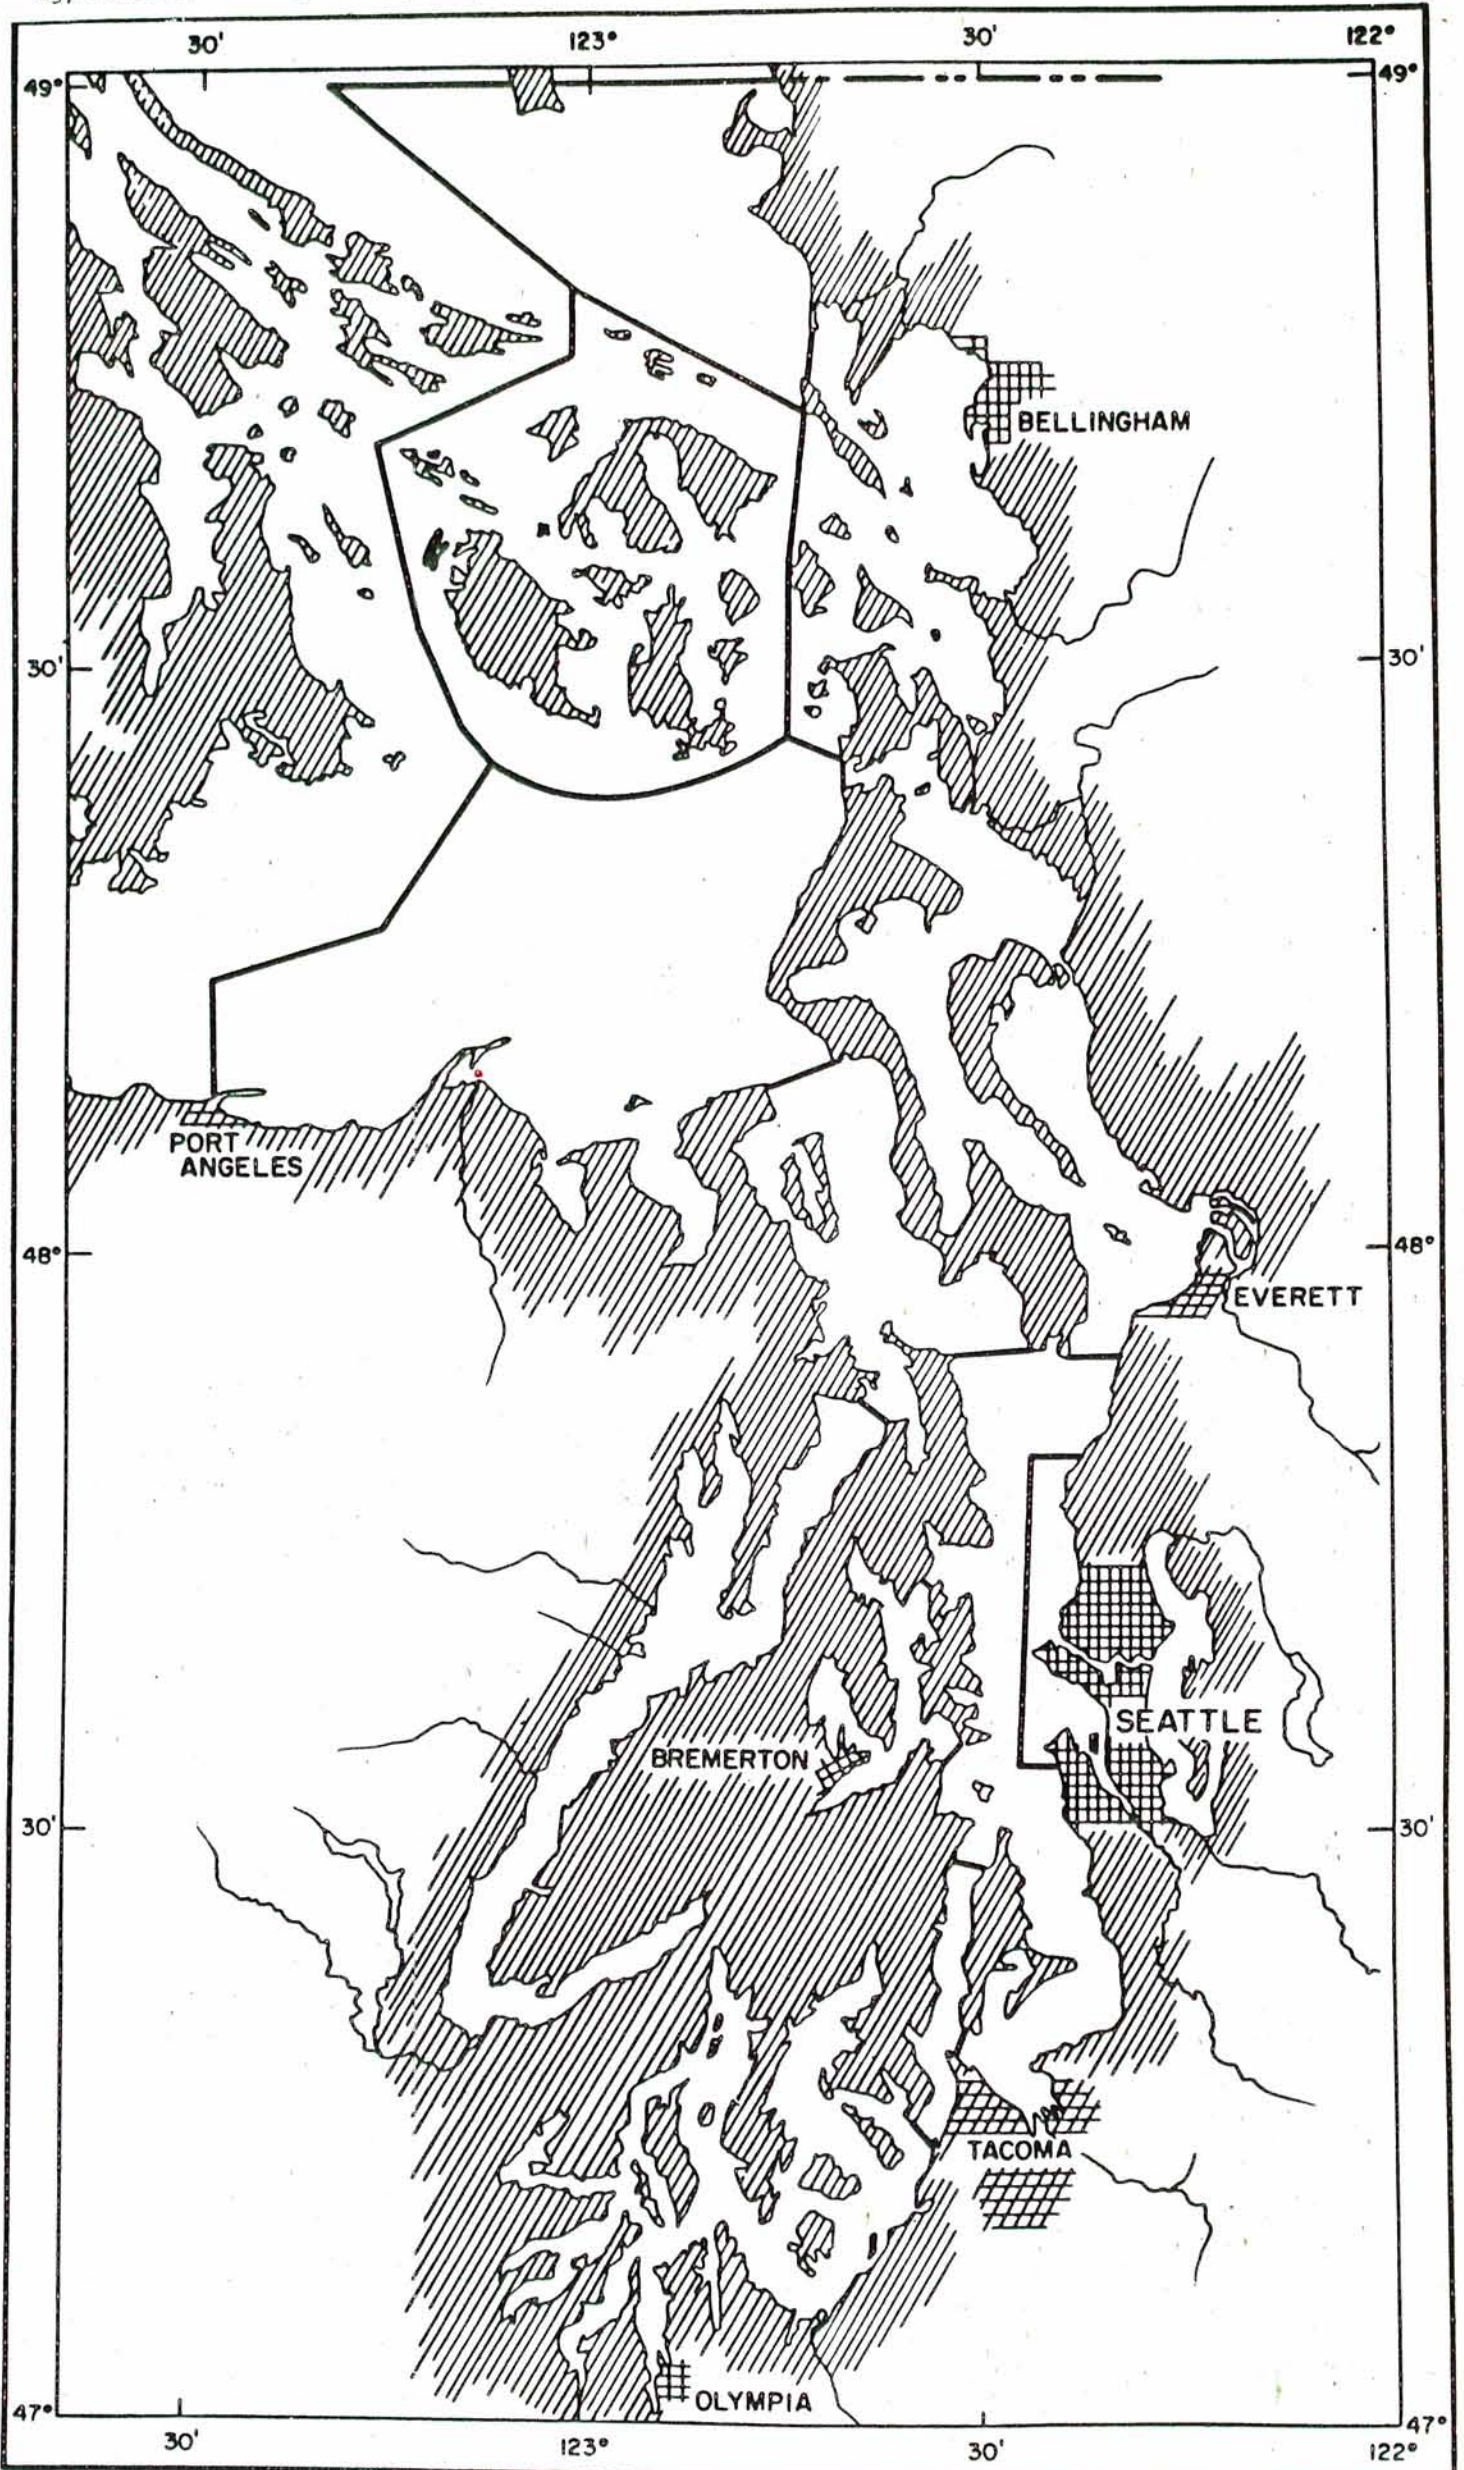 30' 123° 30' 122°
49° 49°
BELLINGHAM
30' 30'
PORT
ANGELES
48° 48°
EVERETT
SEATTLE
BREMERTON
30' 30'
TACOMA
OLYMPIA
47° 47°
30' 123° 30' 122°